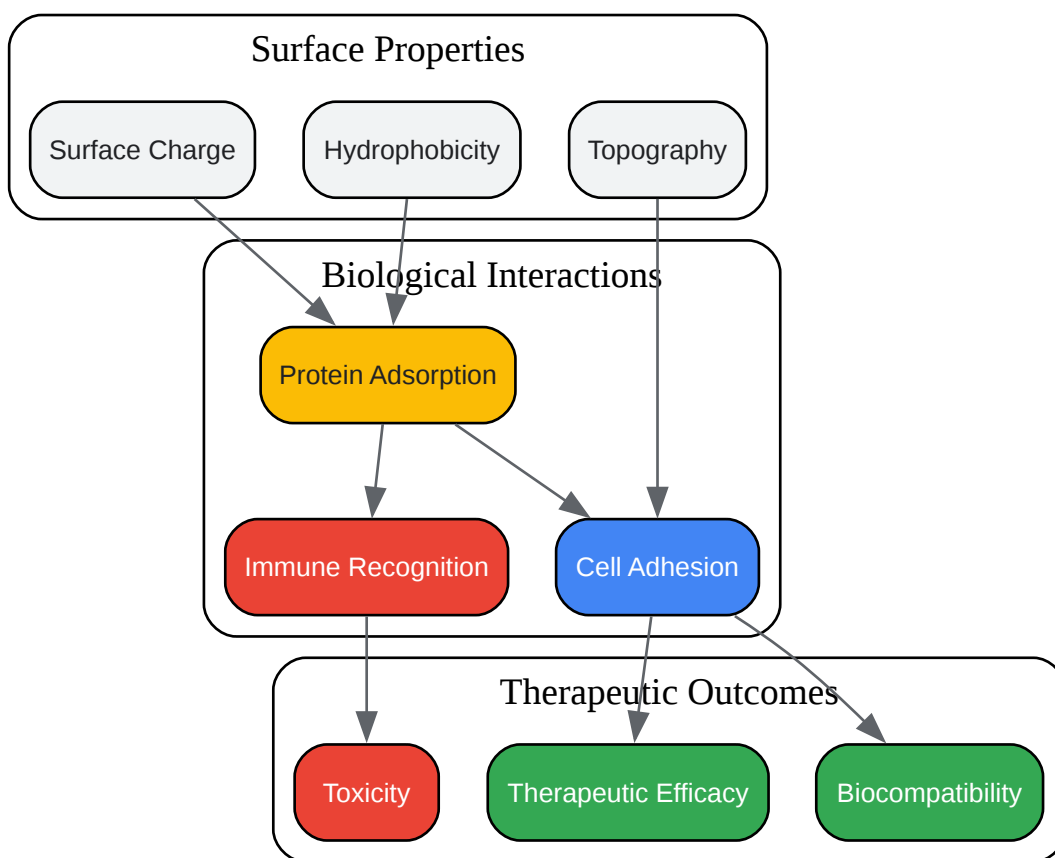 Surface Properties
Surface Charge
Hydrophobicity
Topography
Biological Interactions
Protein Adsorption
Immune Recognition
Cell Adhesion
Therapeutic Outcomes
Toxicity
Therapeutic Efficacy
Biocompatibility